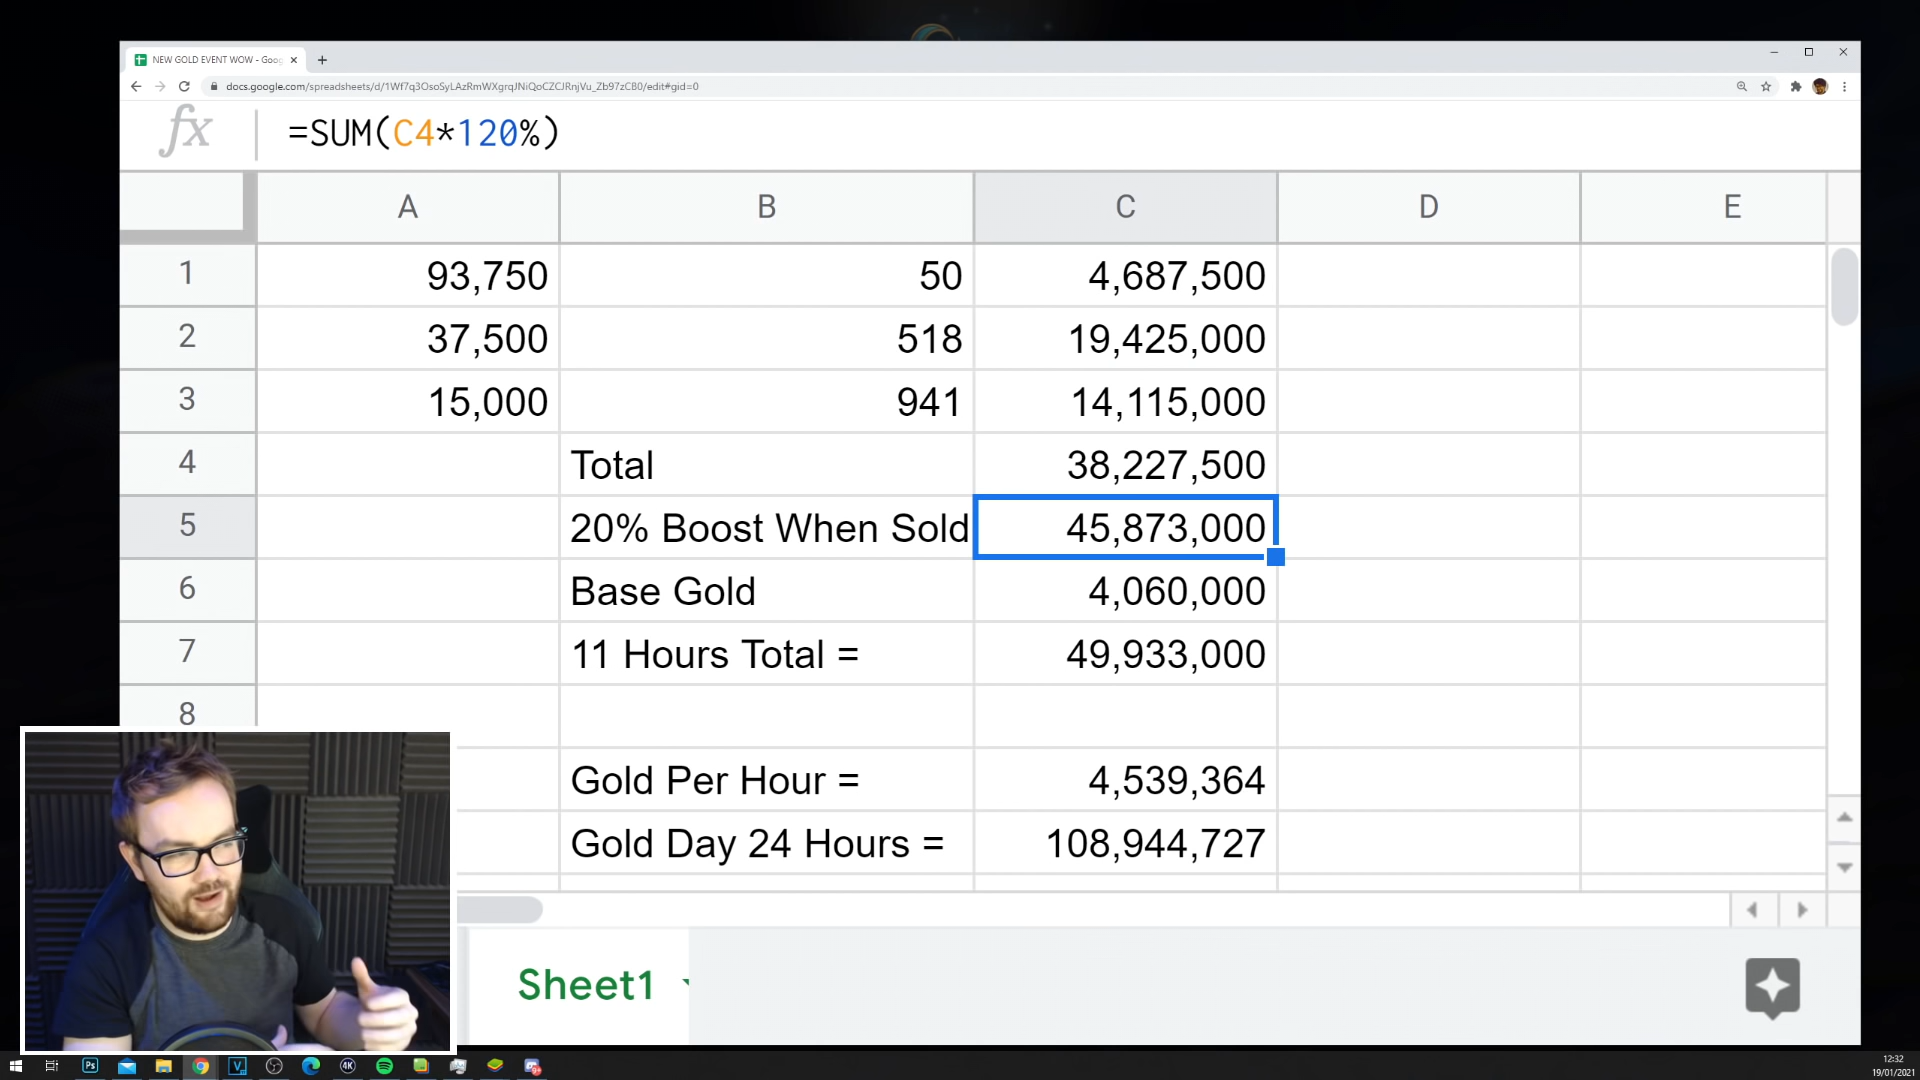 NEW GOLD EVENT WOW - Goog
docs.google.com/spreadsheets/d/1Wf7q3OsoSyLAzRmWXgrqJNiQoCZCJRnjVu_Zb97zC80/edit#gid=0
fx =SUM(C4*120%)
A B C D E
1 93,750 50 4,687,500
2 37,500 518 19,425,000
3 15,000 941 14,115,000
4 Total 38,227,500
5 20% Boost When Sold 45,873,000
6 Base Gold 4,060,000
7 11 Hours Total = 49,933,000
8
Gold Per Hour = 4,539,364
Gold Day 24 Hours = 108,944,727
Sheet1
Ps
V
4K
9+
12:32
19/01/2021